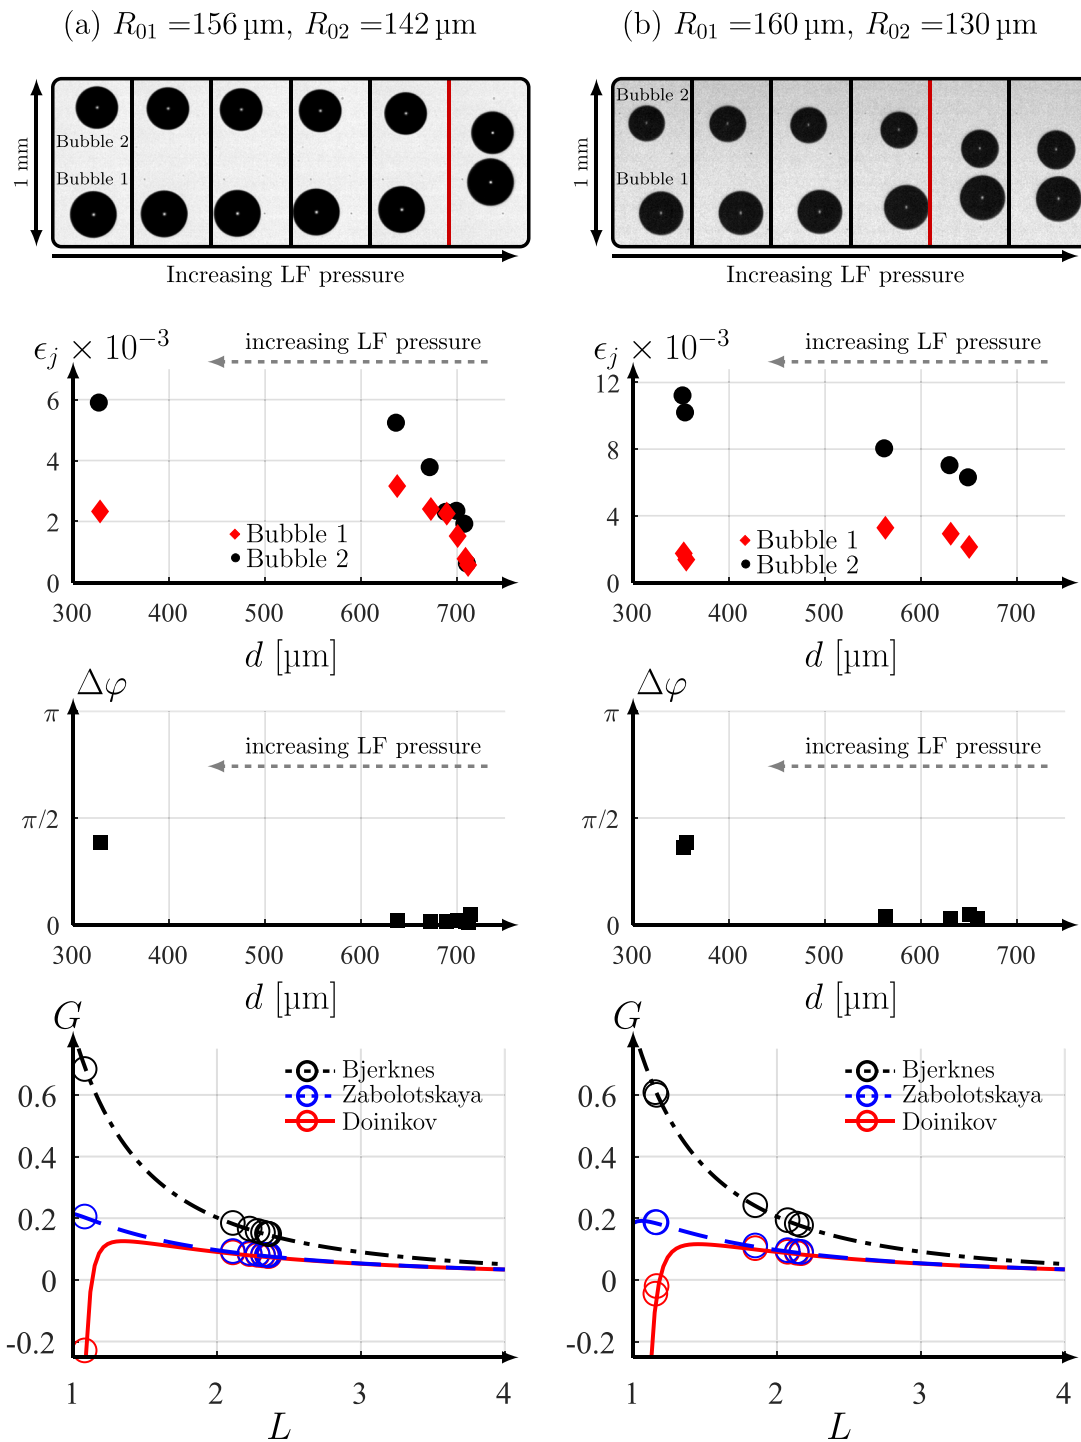 (a) R01 =156 µm, R02 =142 µm
Bubble 2
Bubble 1
1 mm
Increasing LF pressure
ϵj × 10−3
increasing LF pressure
6
4
2
0
Bubble 1
Bubble 2
300 400 500 600 700
d [µm]
Δφ
π
increasing LF pressure
π/2
0
300 400 500 600 700
d [µm]
G
Bjerknes
Zabolotskaya
Doinikov
0.6
0.4
0.2
0
-0.2
1 2 3 4
L
(b) R01 =160 µm, R02 =130 µm
Bubble 2
Bubble 1
1 mm
Increasing LF pressure
ϵj × 10−3
increasing LF pressure
12
8
4
0
Bubble 1
Bubble 2
300 400 500 600 700
d [µm]
Δφ
π
increasing LF pressure
π/2
0
300 400 500 600 700
d [µm]
G
Bjerknes
Zabolotskaya
Doinikov
0.6
0.4
0.2
0
-0.2
1 2 3 4
L